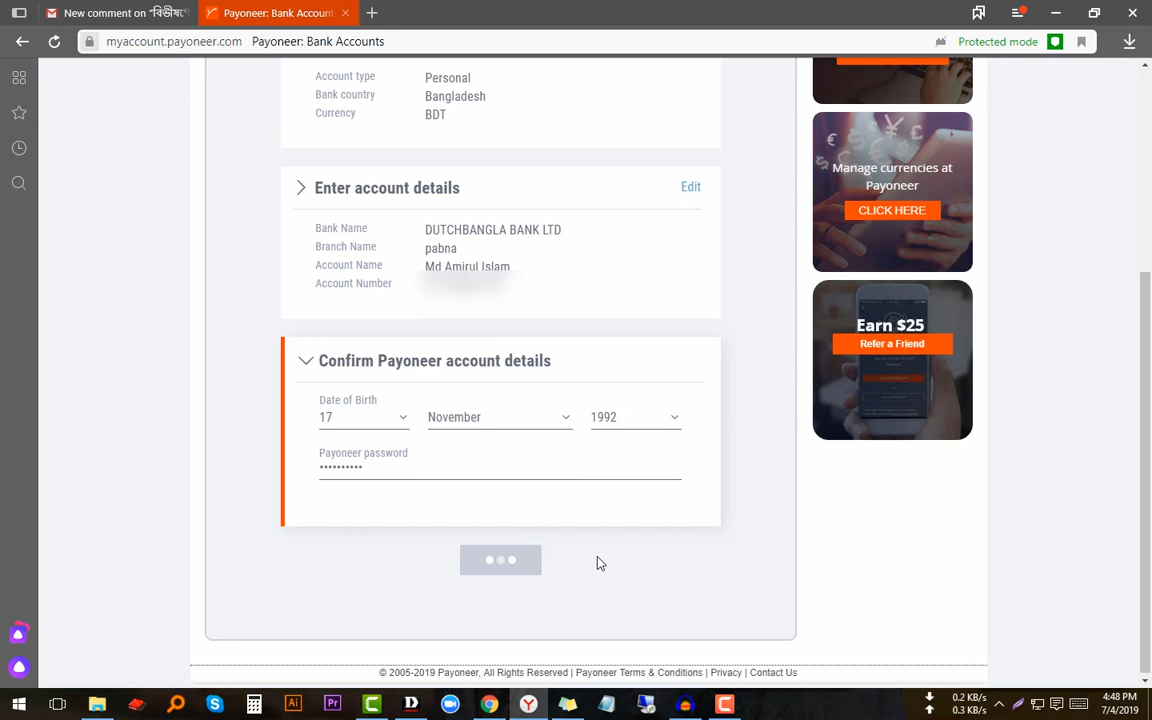 New comment on "বিভীষণে
Payoneer: Bank Account
myaccount.payoneer.com Payoneer: Bank Accounts
Protected mode
Account type Personal
Bank country Bangladesh
Currency BDT
Enter account details Edit
Bank Name DUTCHBANGLA BANK LTD
Branch Name pabna
Account Name Md Amirul Islam
Account Number
Confirm Payoneer account details
Date of Birth
17 November 1992
Payoneer password
••••••••••
Manage currencies at
Payoneer
CLICK HERE
Earn $25
Refer a Friend
© 2005-2019 Payoneer, All Rights Reserved | Payoneer Terms & Conditions | Privacy | Contact Us
0.2 KB/s
0.3 KB/s
4:48 PM
7/4/2019